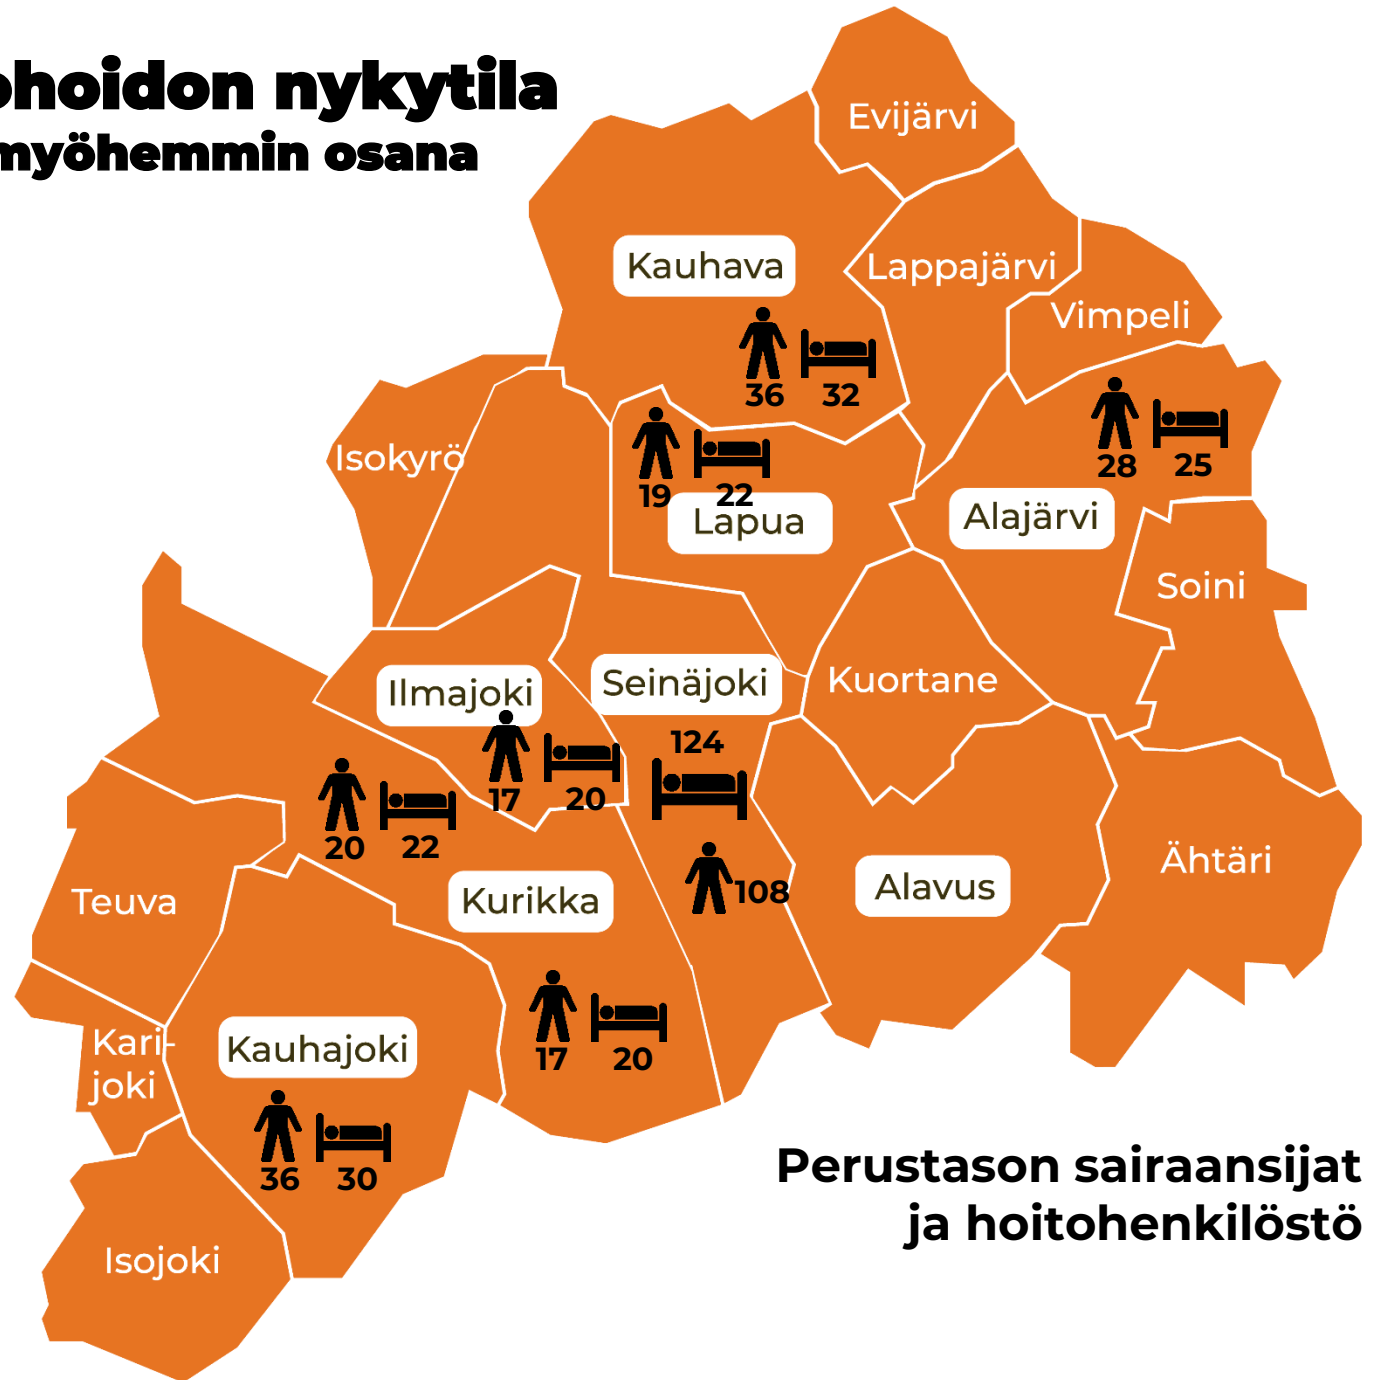 ohoidon nykytila
myöhemmin osana
Evijärvi
Kauhava
Lappajärvi
Vimpeli
36 32
Isokyrö
19 22
28 25
Lapua
Alajärvi
Soini
Ilmajoki
Seinäjoki
Kuortane
124
17 20
20 22
108
Kurikka
Alavus
Ähtäri
Teuva
Kari-
joki
Kauhajoki
17 20
36 30
Isojoki
Perustason sairaansijat
ja hoitohenkilöstö